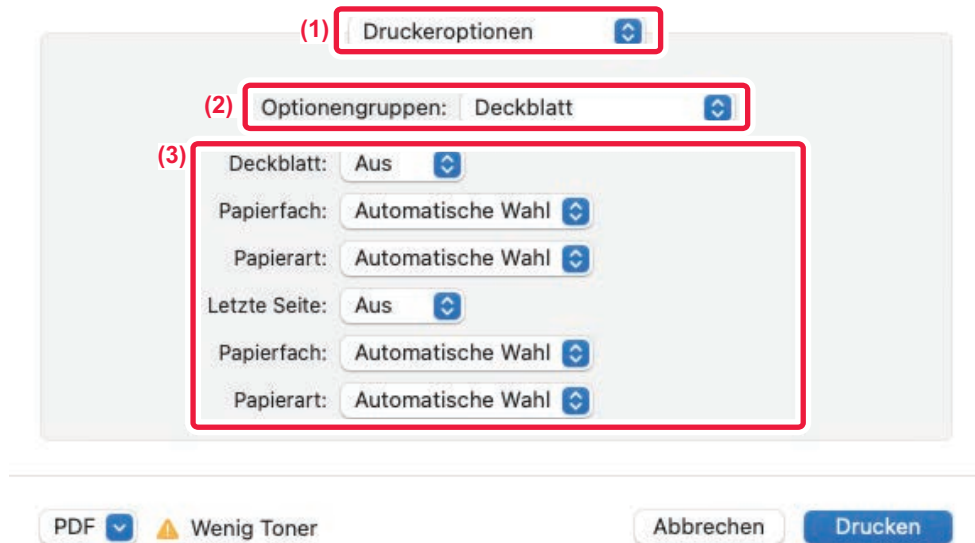 (1) Druckeroptionen
(2) Optionengruppen: Deckblatt
(3) Deckblatt: Aus
Papierfach: Automatische Wahl
Papierart: Automatische Wahl
Letzte Seite: Aus
Papierfach: Automatische Wahl
Papierart: Automatische Wahl
PDF Wenig Toner Abbrechen Drucken